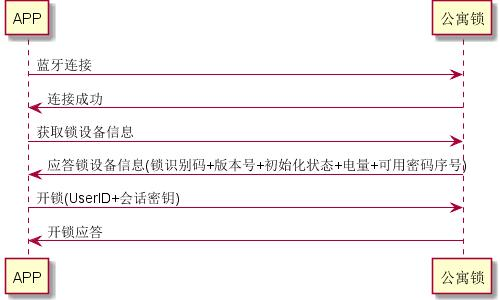 APP
公寓锁
蓝牙连接
连接成功
获取锁设备信息
应答锁设备信息(锁识别码+版本号+初始化状态+电量+可用密码序号)
开锁(UserID+会话密钥)
开锁应答
APP
公寓锁